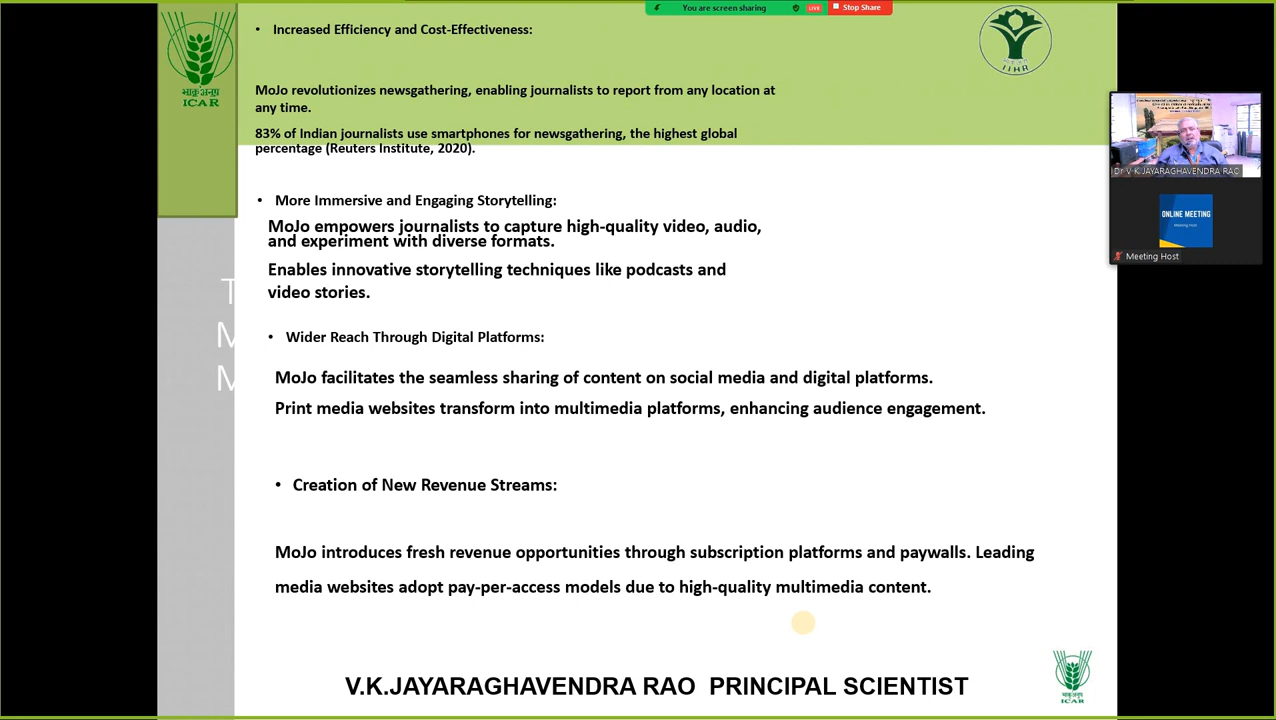 You are screen sharing
LIVE
Stop Share
भाकृअनुप
ICAR
IIHR
• Increased Efficiency and Cost-Effectiveness:
MoJo revolutionizes newsgathering, enabling journalists to report from any location at
any time.
83% of Indian journalists use smartphones for newsgathering, the highest global
percentage (Reuters Institute, 2020).
• More Immersive and Engaging Storytelling:
MoJo empowers journalists to capture high-quality video, audio,
and experiment with diverse formats.
Enables innovative storytelling techniques like podcasts and
video stories.
T
M
M
• Wider Reach Through Digital Platforms:
MoJo facilitates the seamless sharing of content on social media and digital platforms.
Print media websites transform into multimedia platforms, enhancing audience engagement.
• Creation of New Revenue Streams:
MoJo introduces fresh revenue opportunities through subscription platforms and paywalls. Leading
media websites adopt pay-per-access models due to high-quality multimedia content.
V.K.JAYARAGHAVENDRA RAO PRINCIPAL SCIENTIST
भाकृअनुप
ICAR
Dr V K JAYARAGHAVENDRA RAO
ONLINE MEETING
Meeting Host
Meeting Host